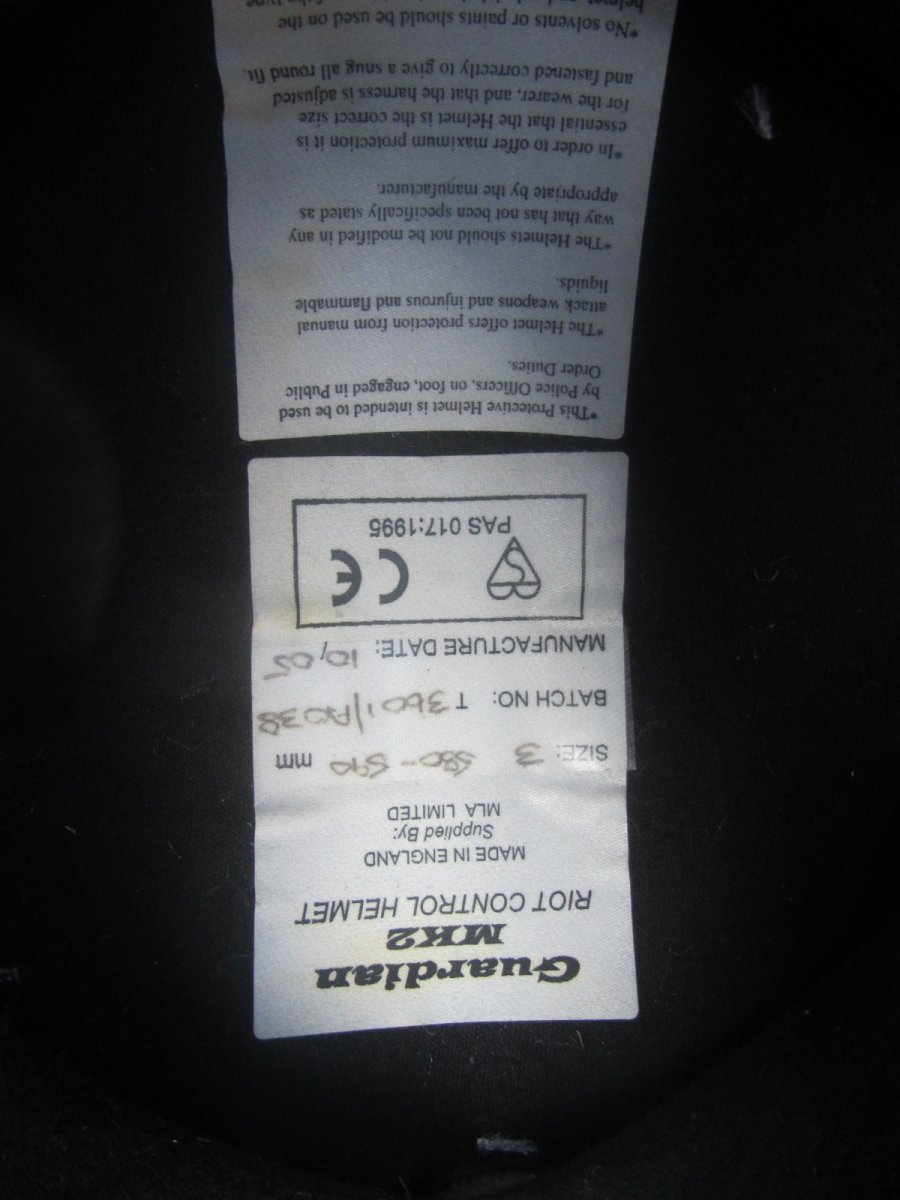 Guardian
MK2
RIOT CONTROL HELMET
MADE IN ENGLAND
Supplied By:
MLA LIMITED
SIZE: 3 580-590 mm
BATCH NO: T 3601/A038
MANUFACTURE DATE: 10/05
CE
PAS 017:1995
*This Protective Helmet is intended to be used
by Police Officers, on foot, engaged in Public
Order Duties.
*The Helmet offers protection from manual
attack weapons and injurous and flammable
liquids.
*The Helmets should not be modified in any
way that has not been specifically stated as
appropriate by the manufacturer.
*In order to offer maximum protection it is
essential that the Helmet is the correct size
for the wearer, and that the harness is adjusted
and fastened correctly to give a snug all round fit.
*No solvents or paints should be used on the